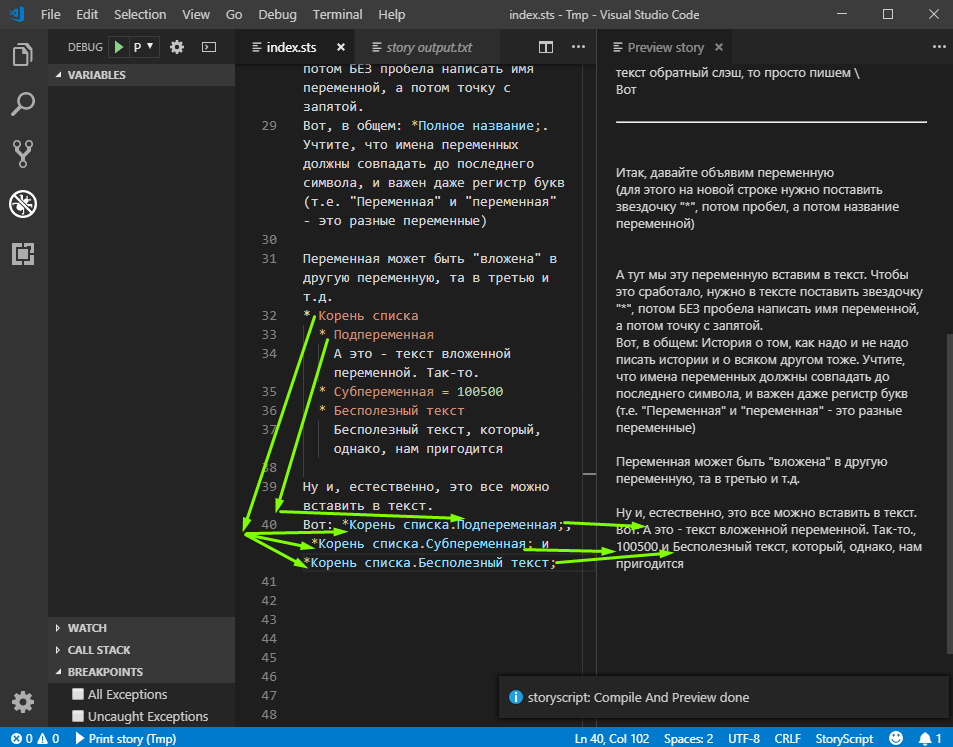 File Edit Selection View Go Debug Terminal Help
index.sts - Tmp - Visual Studio Code
DEBUG P
index.sts
story output.txt
Preview story
VARIABLES
потом БЕЗ пробела написать имя
переменной, а потом точку с
запятой.
29 Вот, в общем: *Полное название;.
Учтите, что имена переменных
должны совпадать до последнего
символа, и важен даже регистр букв
(т.е. "Переменная" и "переменная"
- это разные переменные)
30
31 Переменная может быть "вложена" в
другую переменную, та в третью и
т.д.
32 * Корень списка
33 * Подпеременная
34 А это - текст вложенной
переменной. Так-то.
35 * Субпеременная = 100500
36 * Бесполезный текст
37 Бесполезный текст, который,
однако, нам пригодится
38
39 Ну и, естественно, это все можно
вставить в текст.
40 Вот: *Корень списка.Подпеременная;,
*Корень списка.Субпеременная; и
*Корень списка.Бесполезный текст;
41
42
43
44
45
46
47
48
текст обратный слэш, то просто пишем \
Вот
Итак, давайте объявим переменную
(для этого на новой строке нужно поставить
звездочку "*", потом пробел, а потом название
переменной)
А тут мы эту переменную вставим в текст. Чтобы
это сработало, нужно в тексте поставить звездочку
"*", потом БЕЗ пробела написать имя переменной,
а потом точку с запятой.
Вот, в общем: История о том, как надо и не надо
писать истории и о всяком другом тоже. Учтите,
что имена переменных должны совпадать до
последнего символа, и важен даже регистр букв
(т.е. "Переменная" и "переменная" - это разные
переменные)
Переменная может быть "вложена" в другую
переменную, та в третью и т.д.
Ну и, естественно, это все можно вставить в текст.
Вот: А это - текст вложенной переменной. Так-то.,
100500 и Бесполезный текст, который, однако, нам
пригодится
WATCH
CALL STACK
BREAKPOINTS
All Exceptions
Uncaught Exceptions
storyscript: Compile And Preview done
0 0 Print story (Tmp)
Ln 40, Col 102 Spaces: 2 UTF-8 CRLF StoryScript 1